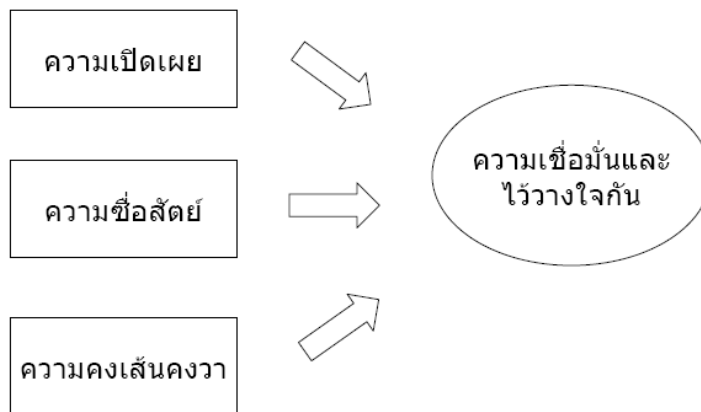 ความเปิดเผย
ความซื่อสัตย์
ความคงเส้นคงวา
ความเชื่อมั่นและ
ไว้วางใจกัน